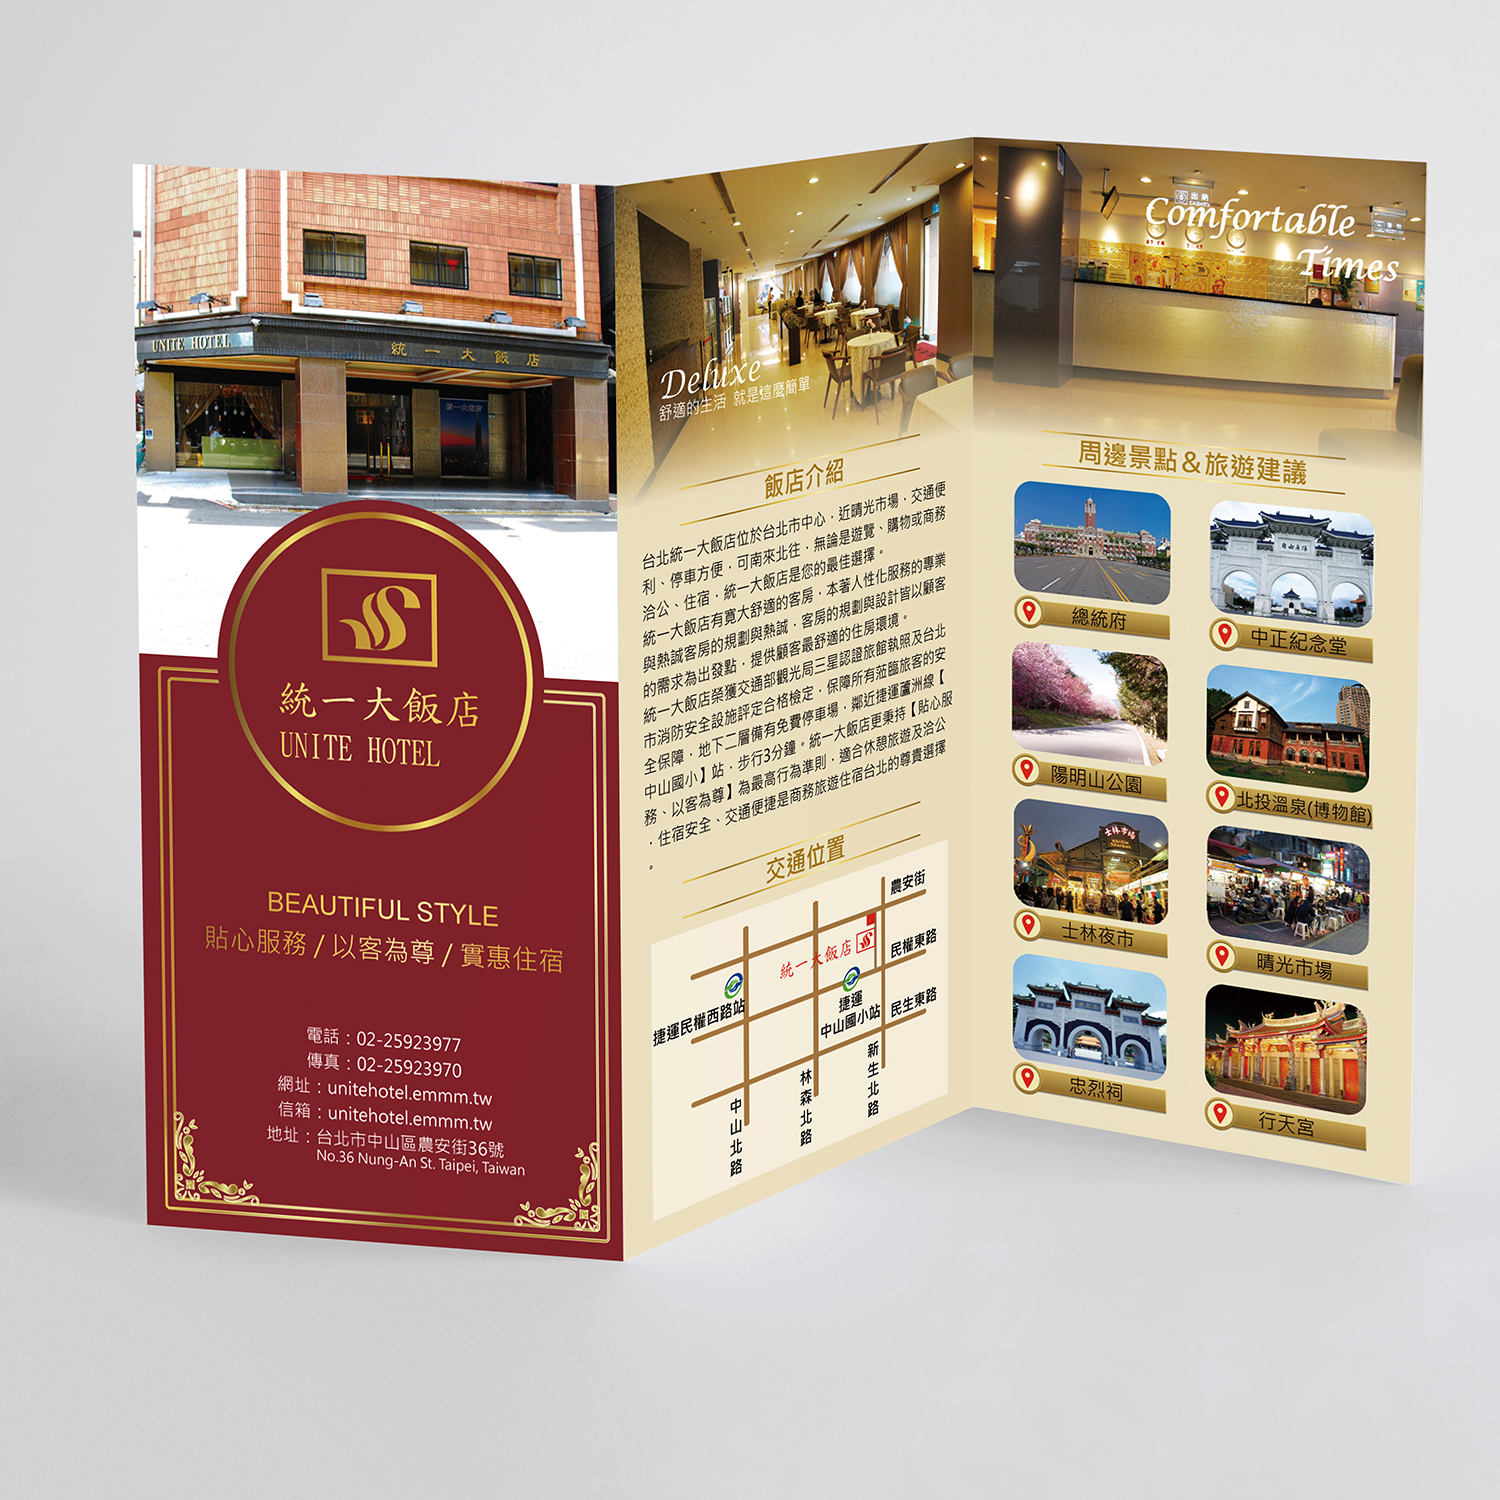 UNITE HOTEL
統一大飯店
統一大飯店
UNITE HOTEL
BEAUTIFUL STYLE
貼心服務 / 以客為尊 / 實惠住宿
電話：02-25923977
傳真：02-25923970
網址：unitehotel.emmm.tw
信箱：unitehotel.emmm.tw
地址：台北市中山區農安街36號
No.36 Nung-An St. Taipei, Taiwan
Deluxe
舒適的生活 就是這麼簡單
飯店介紹
台北統一大飯店位於台北市中心．近晴光市場．交通便
利、停車方便．可南來北往．無論是遊覽、購物或商務
洽公、住宿．統一大飯店是您的最佳選擇。
統一大飯店有寬大舒適的客房．本著人性化服務的專業
與熱誠客房的規劃與熱誠．客房的規劃與設計皆以顧客
的需求為出發點．提供顧客最舒適的住房環境。
統一大飯店榮獲交通部觀光局三星認證旅館執照及台北
市消防安全設施評定合格檢定．保障所有蒞臨旅客的安
全保障．地下二層備有免費停車場．鄰近捷運蘆洲線【
中山國小】站．步行3分鐘。統一大飯店更秉持【貼心服
務、以客為尊】為最高行為準則．適合休憩旅遊及洽公
．住宿安全、交通便捷是商務旅遊住宿台北的尊貴選擇
。
交通位置
農安街
統一大飯店
民權東路
捷運民權西路站
捷運
中山國小站
民生東路
新生北路
林森北路
中山北路
出納
CASHIER
Comfortable
Times
周邊景點＆旅遊建議
總統府
中正紀念堂
陽明山公園
北投溫泉(博物館)
士林市場
士林夜市
晴光市場
忠烈祠
行天宮